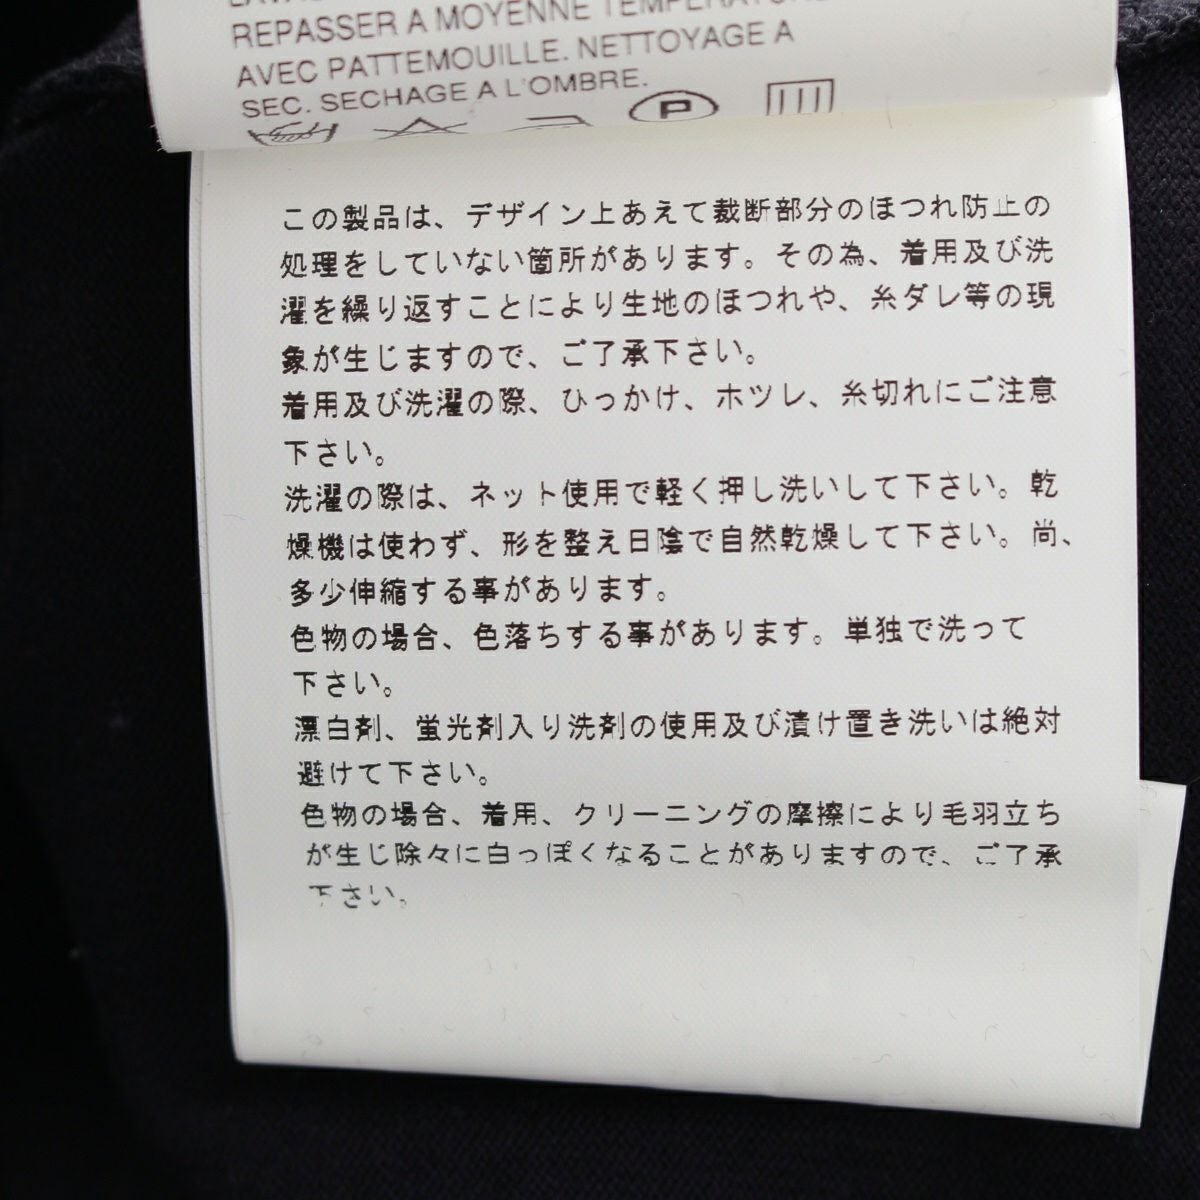 REPASSER A MOYENNE TEMPERATURE
AVEC PATTEMOUILLE. NETTOYAGE A
SEC. SECHAGE A L'OMBRE.
P
この製品は、デザイン上あえて裁断部分のほつれ防止の
処理をしていない箇所があります。その為、着用及び洗
濯を繰り返すことにより生地のほつれや、糸ダレ等の現
象が生じますので、ご了承下さい。
着用及び洗濯の際、ひっかけ、ホツレ、糸切れにご注意
下さい。
洗濯の際は、ネット使用で軽く押し洗いして下さい。乾
燥機は使わず、形を整え日陰で自然乾燥して下さい。尚、
多少伸縮する事があります。
色物の場合、色落ちする事があります。単独で洗って
下さい。
漂白剤、蛍光剤入り洗剤の使用及び漬け置き洗いは絶対
避けて下さい。
色物の場合、着用、クリーニングの摩擦により毛羽立ち
が生じ除々に白っぽくなることがありますので、ご了承
下さい。